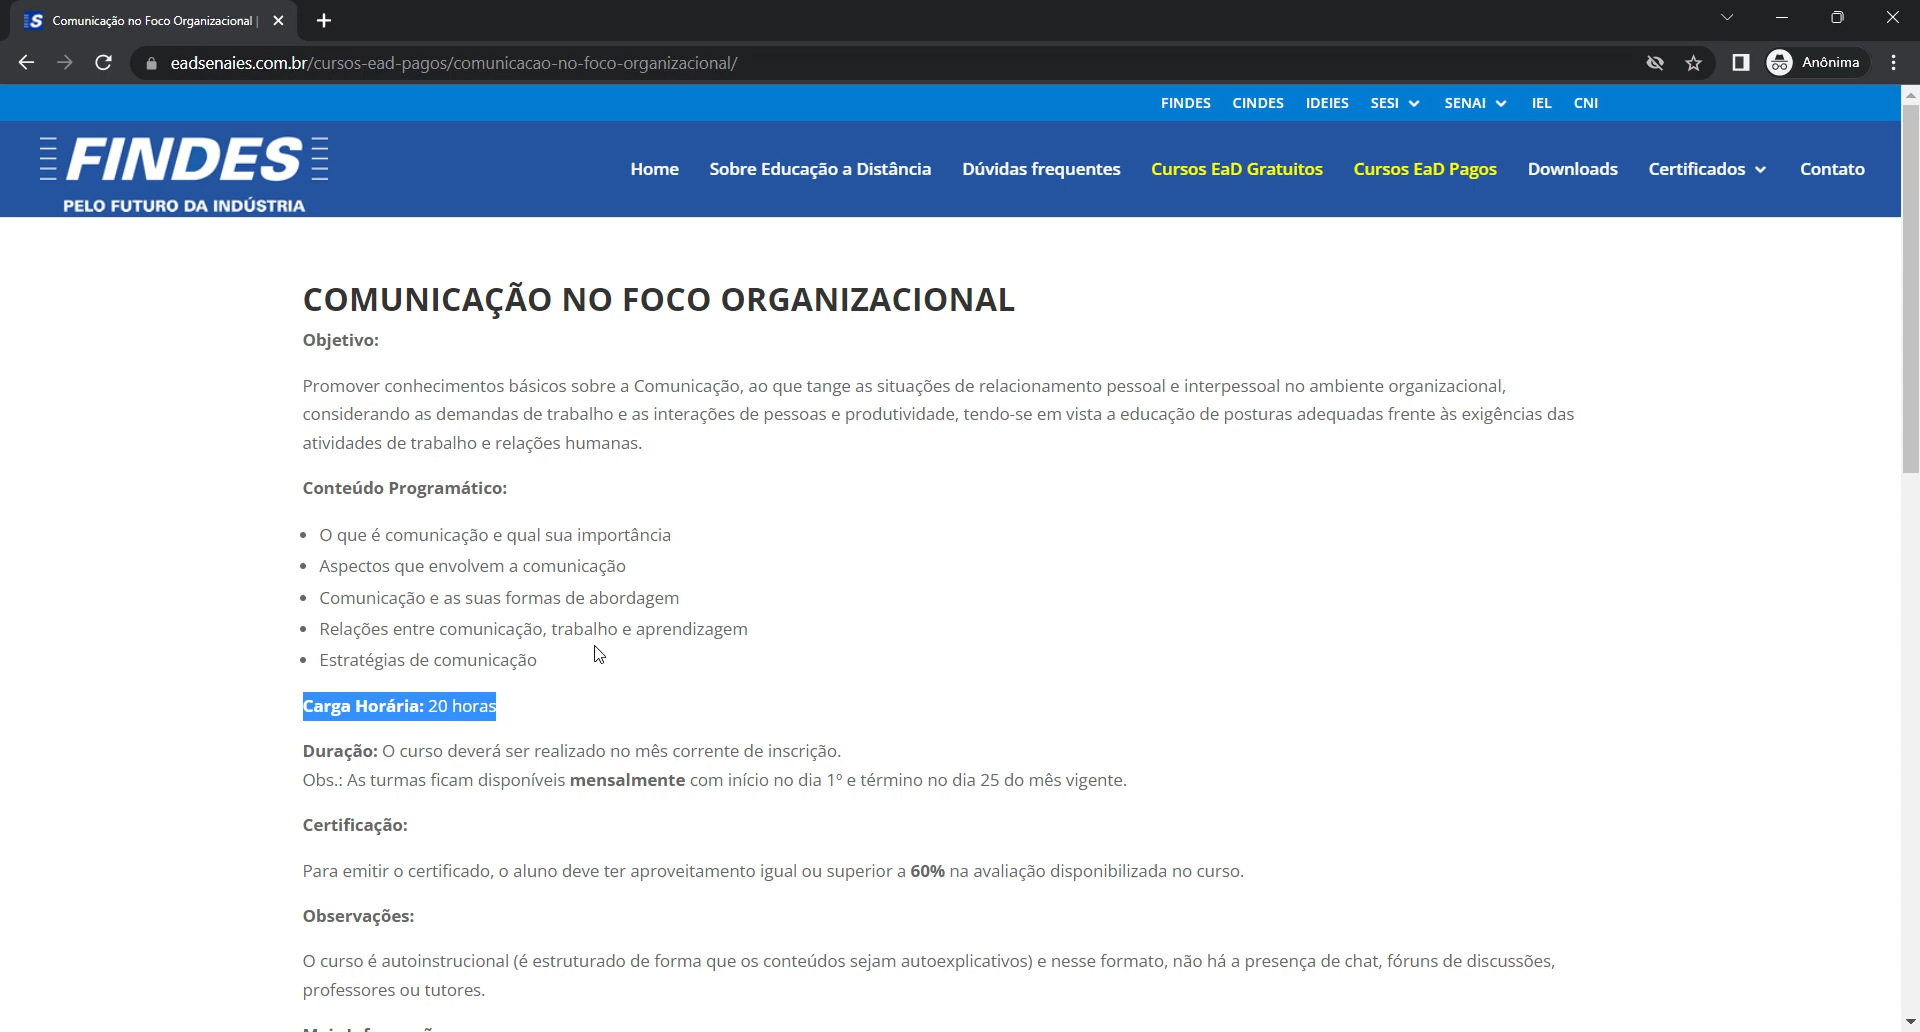 Comunicação no Foco Organizacional |
eadsenaies.com.br/cursos-ead-pagos/comunicacao-no-foco-organizacional/
Anônima
FINDES CINDES IDEIES SESI SENAI IEL CNI
FINDES
PELO FUTURO DA INDÚSTRIA
Home Sobre Educação a Distância Dúvidas frequentes Cursos EaD Gratuitos Cursos EaD Pagos Downloads Certificados Contato
COMUNICAÇÃO NO FOCO ORGANIZACIONAL
Objetivo:
Promover conhecimentos básicos sobre a Comunicação, ao que tange as situações de relacionamento pessoal e interpessoal no ambiente organizacional,
considerando as demandas de trabalho e as interações de pessoas e produtividade, tendo-se em vista a educação de posturas adequadas frente às exigências das
atividades de trabalho e relações humanas.
Conteúdo Programático:
• O que é comunicação e qual sua importância
• Aspectos que envolvem a comunicação
• Comunicação e as suas formas de abordagem
• Relações entre comunicação, trabalho e aprendizagem
• Estratégias de comunicação
Carga Horária: 20 horas
Duração: O curso deverá ser realizado no mês corrente de inscrição.
Obs.: As turmas ficam disponíveis mensalmente com início no dia 1º e término no dia 25 do mês vigente.
Certificação:
Para emitir o certificado, o aluno deve ter aproveitamento igual ou superior a 60% na avaliação disponibilizada no curso.
Observações:
O curso é autoinstrucional (é estruturado de forma que os conteúdos sejam autoexplicativos) e nesse formato, não há a presença de chat, fóruns de discussões,
professores ou tutores.